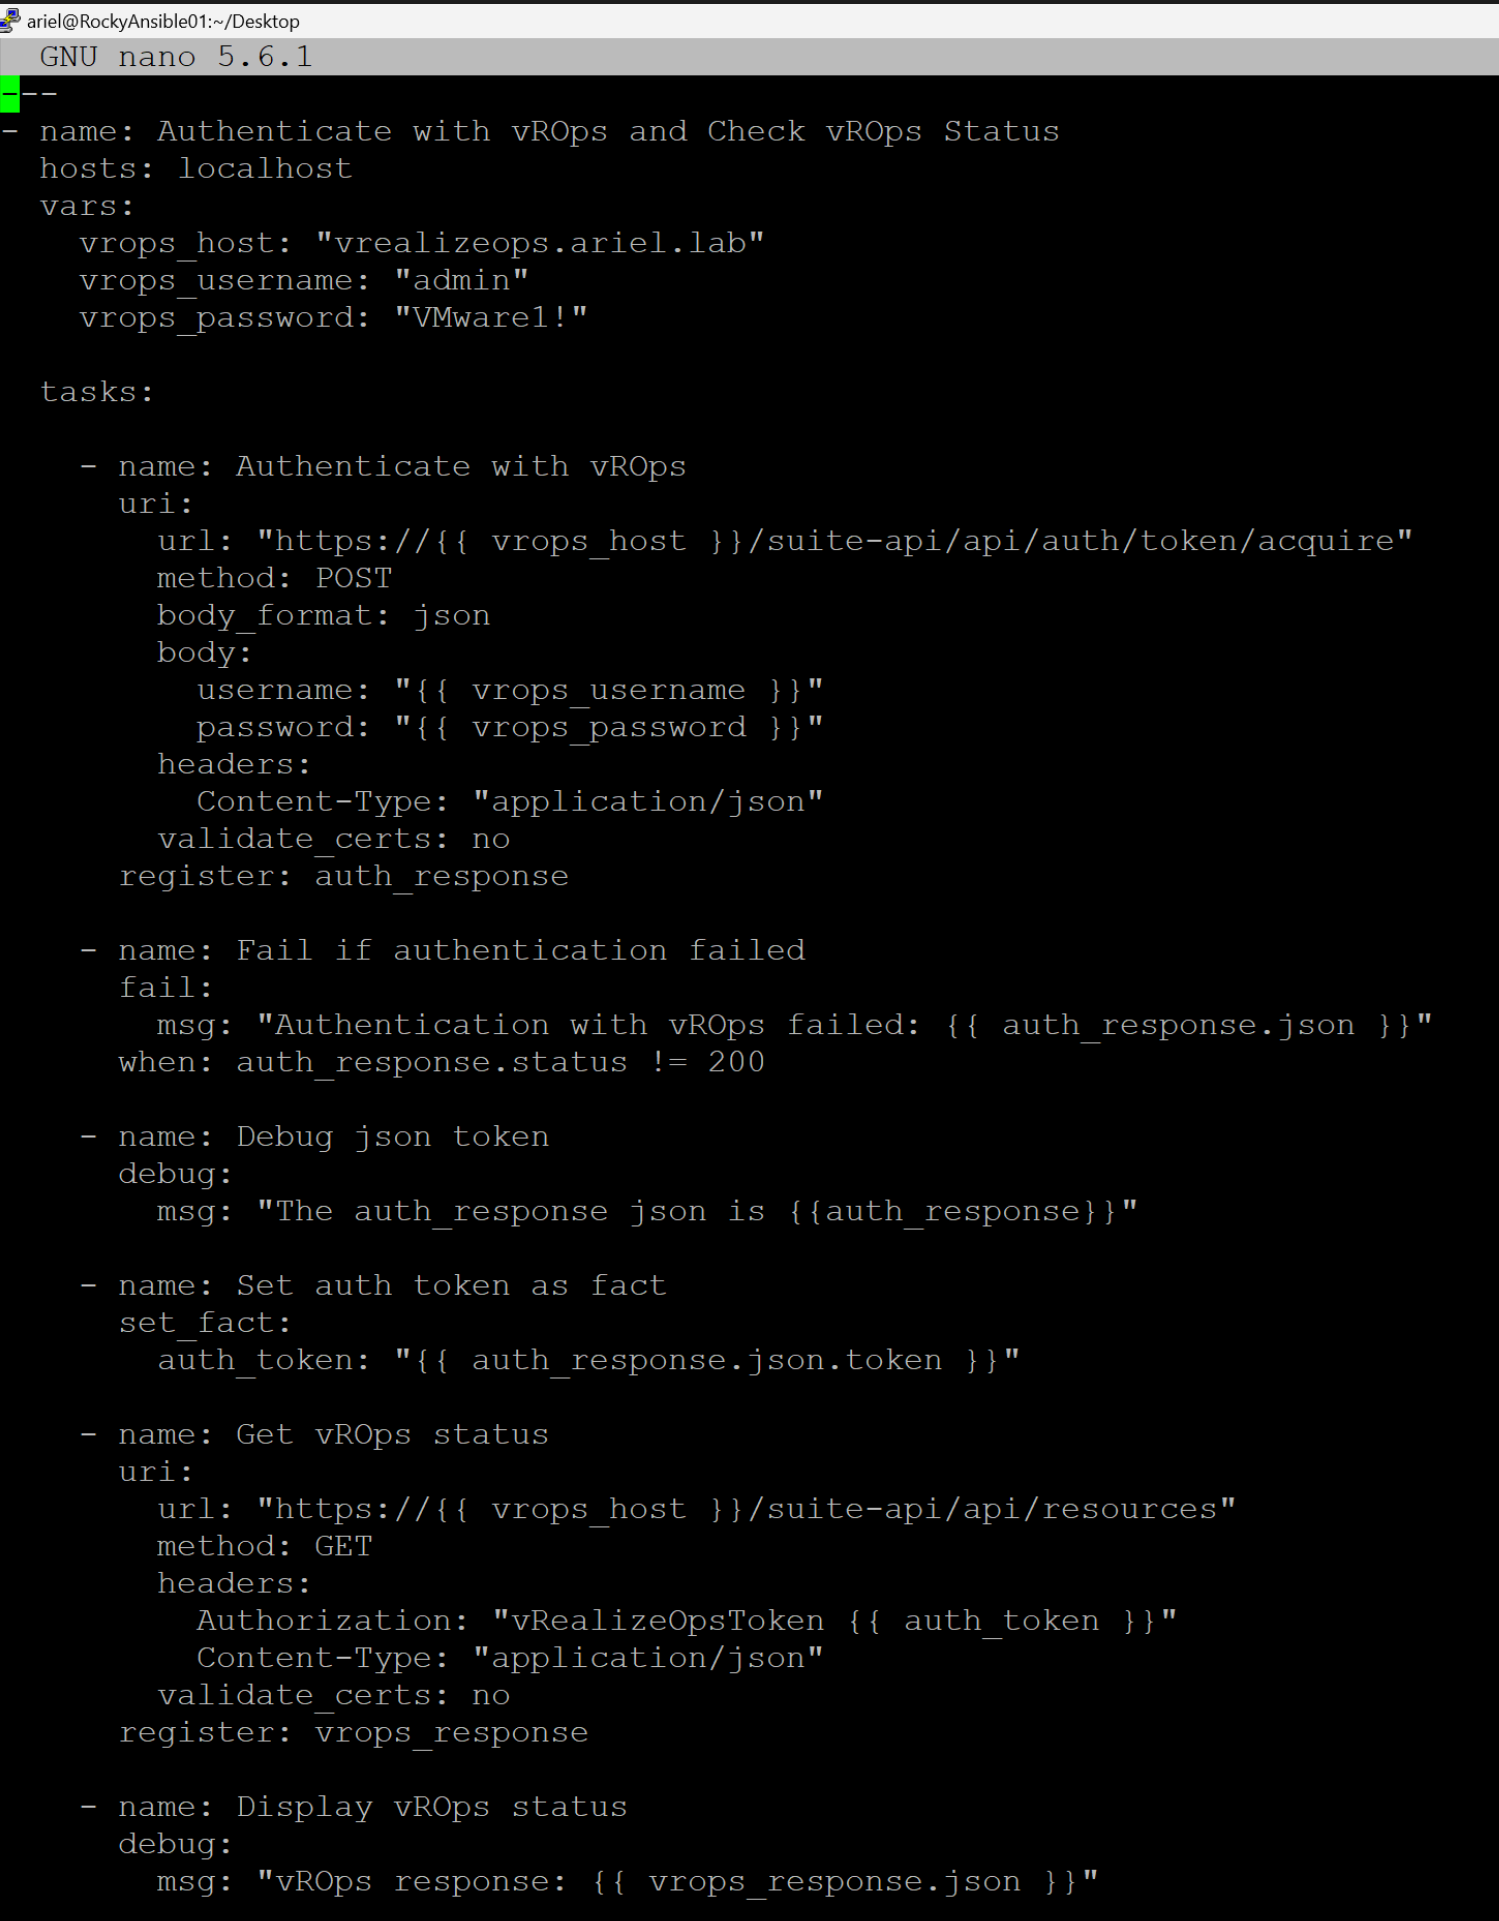 ariel@RockyAnsible01:~/Desktop
GNU nano 5.6.1
---
- name: Authenticate with vROps and Check vROps Status
  hosts: localhost
  vars:
    vrops_host: "vrealizeops.ariel.lab"
    vrops_username: "admin"
    vrops_password: "VMware1!"
  tasks:
    - name: Authenticate with vROps
      uri:
        url: "https://{{ vrops_host }}/suite-api/api/auth/token/acquire"
        method: POST
        body_format: json
        body:
          username: "{{ vrops_username }}"
          password: "{{ vrops_password }}"
        headers:
          Content-Type: "application/json"
        validate_certs: no
      register: auth_response
    - name: Fail if authentication failed
      fail:
        msg: "Authentication with vROps failed: {{ auth_response.json }}"
      when: auth_response.status != 200
    - name: Debug json token
      debug:
        msg: "The auth_response json is {{auth_response}}"
    - name: Set auth token as fact
      set_fact:
        auth_token: "{{ auth_response.json.token }}"
    - name: Get vROps status
      uri:
        url: "https://{{ vrops_host }}/suite-api/api/resources"
        method: GET
        headers:
          Authorization: "vRealizeOpsToken {{ auth_token }}"
          Content-Type: "application/json"
        validate_certs: no
      register: vrops_response
    - name: Display vROps status
      debug:
        msg: "vROps response: {{ vrops_response.json }}"